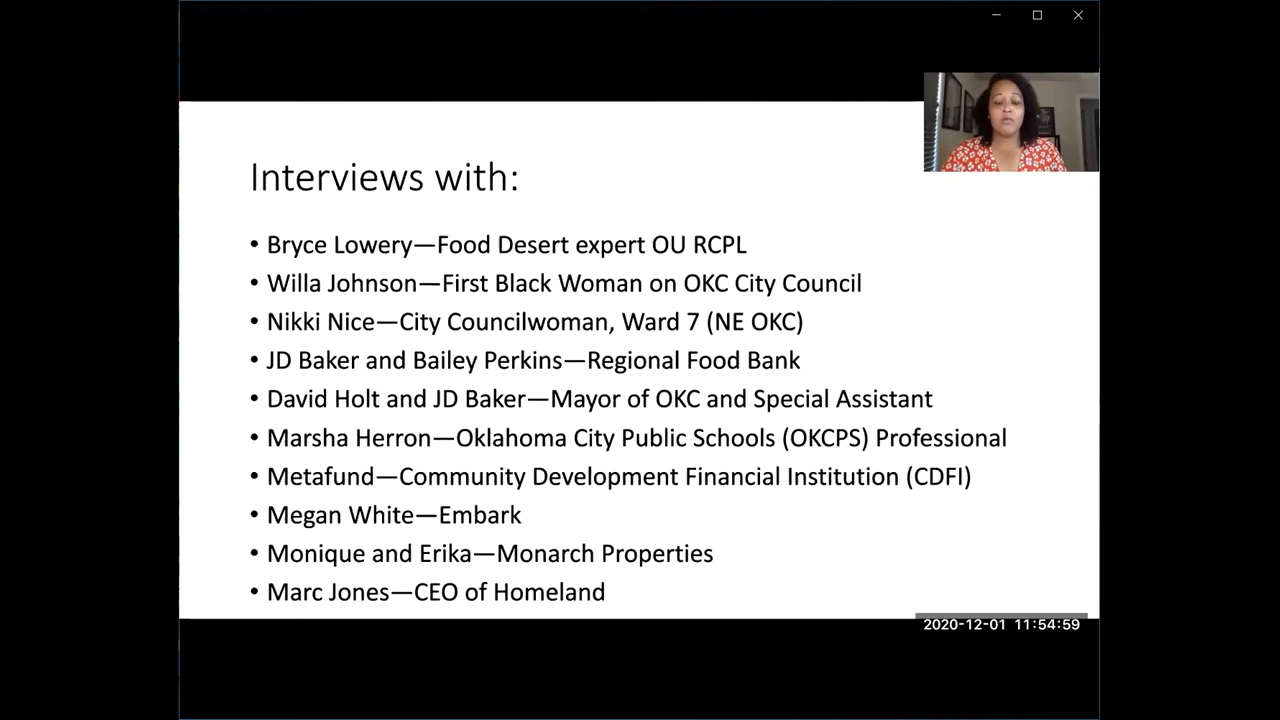 Interviews with:
• Bryce Lowery—Food Desert expert OU RCPL
• Willa Johnson—First Black Woman on OKC City Council
• Nikki Nice—City Councilwoman, Ward 7 (NE OKC)
• JD Baker and Bailey Perkins—Regional Food Bank
• David Holt and JD Baker—Mayor of OKC and Special Assistant
• Marsha Herron—Oklahoma City Public Schools (OKCPS) Professional
• Metafund—Community Development Financial Institution (CDFI)
• Megan White—Embark
• Monique and Erika—Monarch Properties
• Marc Jones—CEO of Homeland
2020-12-01 11:54:59